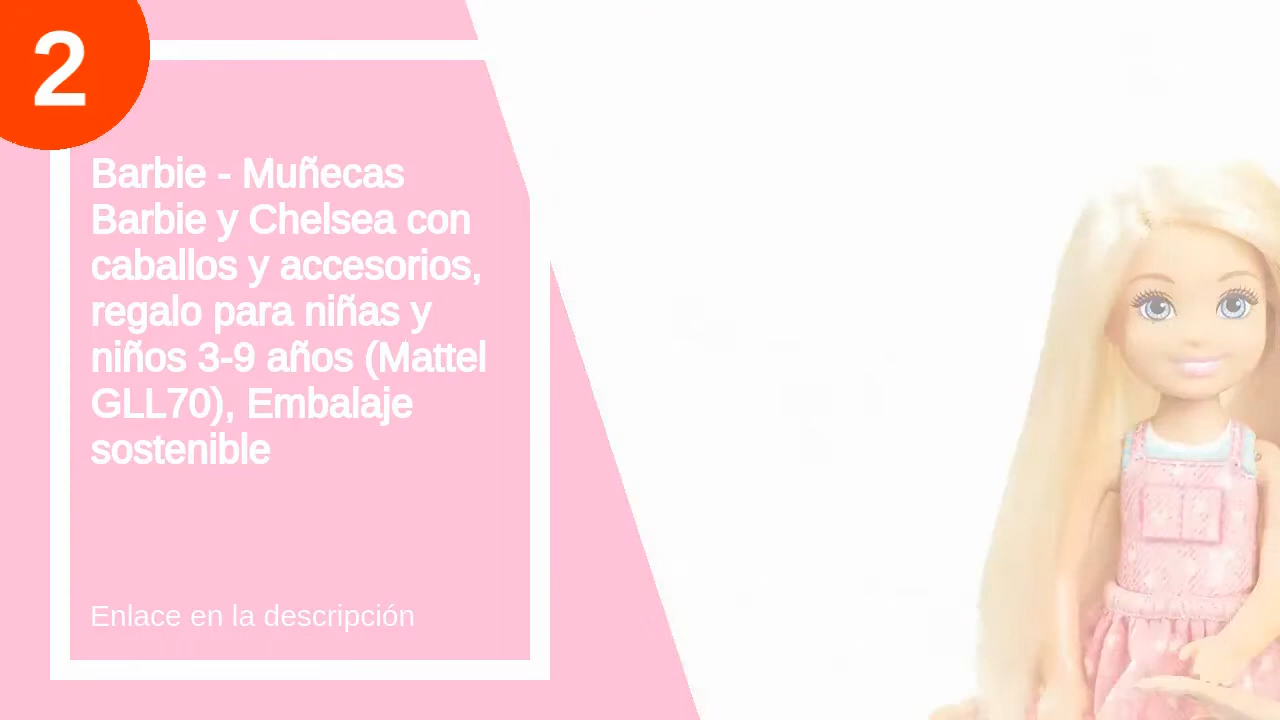 2
Barbie - Muñecas
Barbie y Chelsea con
caballos y accesorios,
regalo para niñas y
niños 3-9 años (Mattel
GLL70), Embalaje
sostenible
Enlace en la descripción